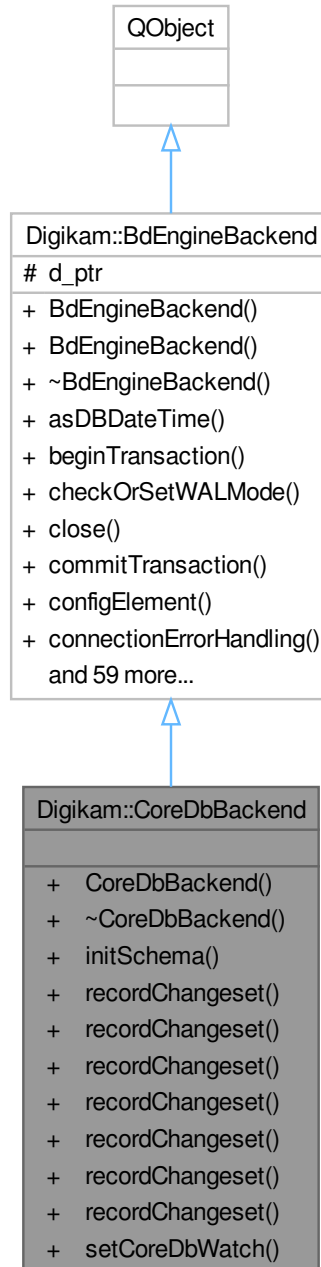 QObject
Digikam::BdEngineBackend
# d_ptr
+ BdEngineBackend()
+ BdEngineBackend()
+ ~BdEngineBackend()
+ asDBDateTime()
+ beginTransaction()
+ checkOrSetWALMode()
+ close()
+ commitTransaction()
+ configElement()
+ connectionErrorHandling()
and 59 more...
Digikam::CoreDbBackend
+ CoreDbBackend()
+ ~CoreDbBackend()
+ initSchema()
+ recordChangeset()
+ recordChangeset()
+ recordChangeset()
+ recordChangeset()
+ recordChangeset()
+ recordChangeset()
+ recordChangeset()
+ setCoreDbWatch()